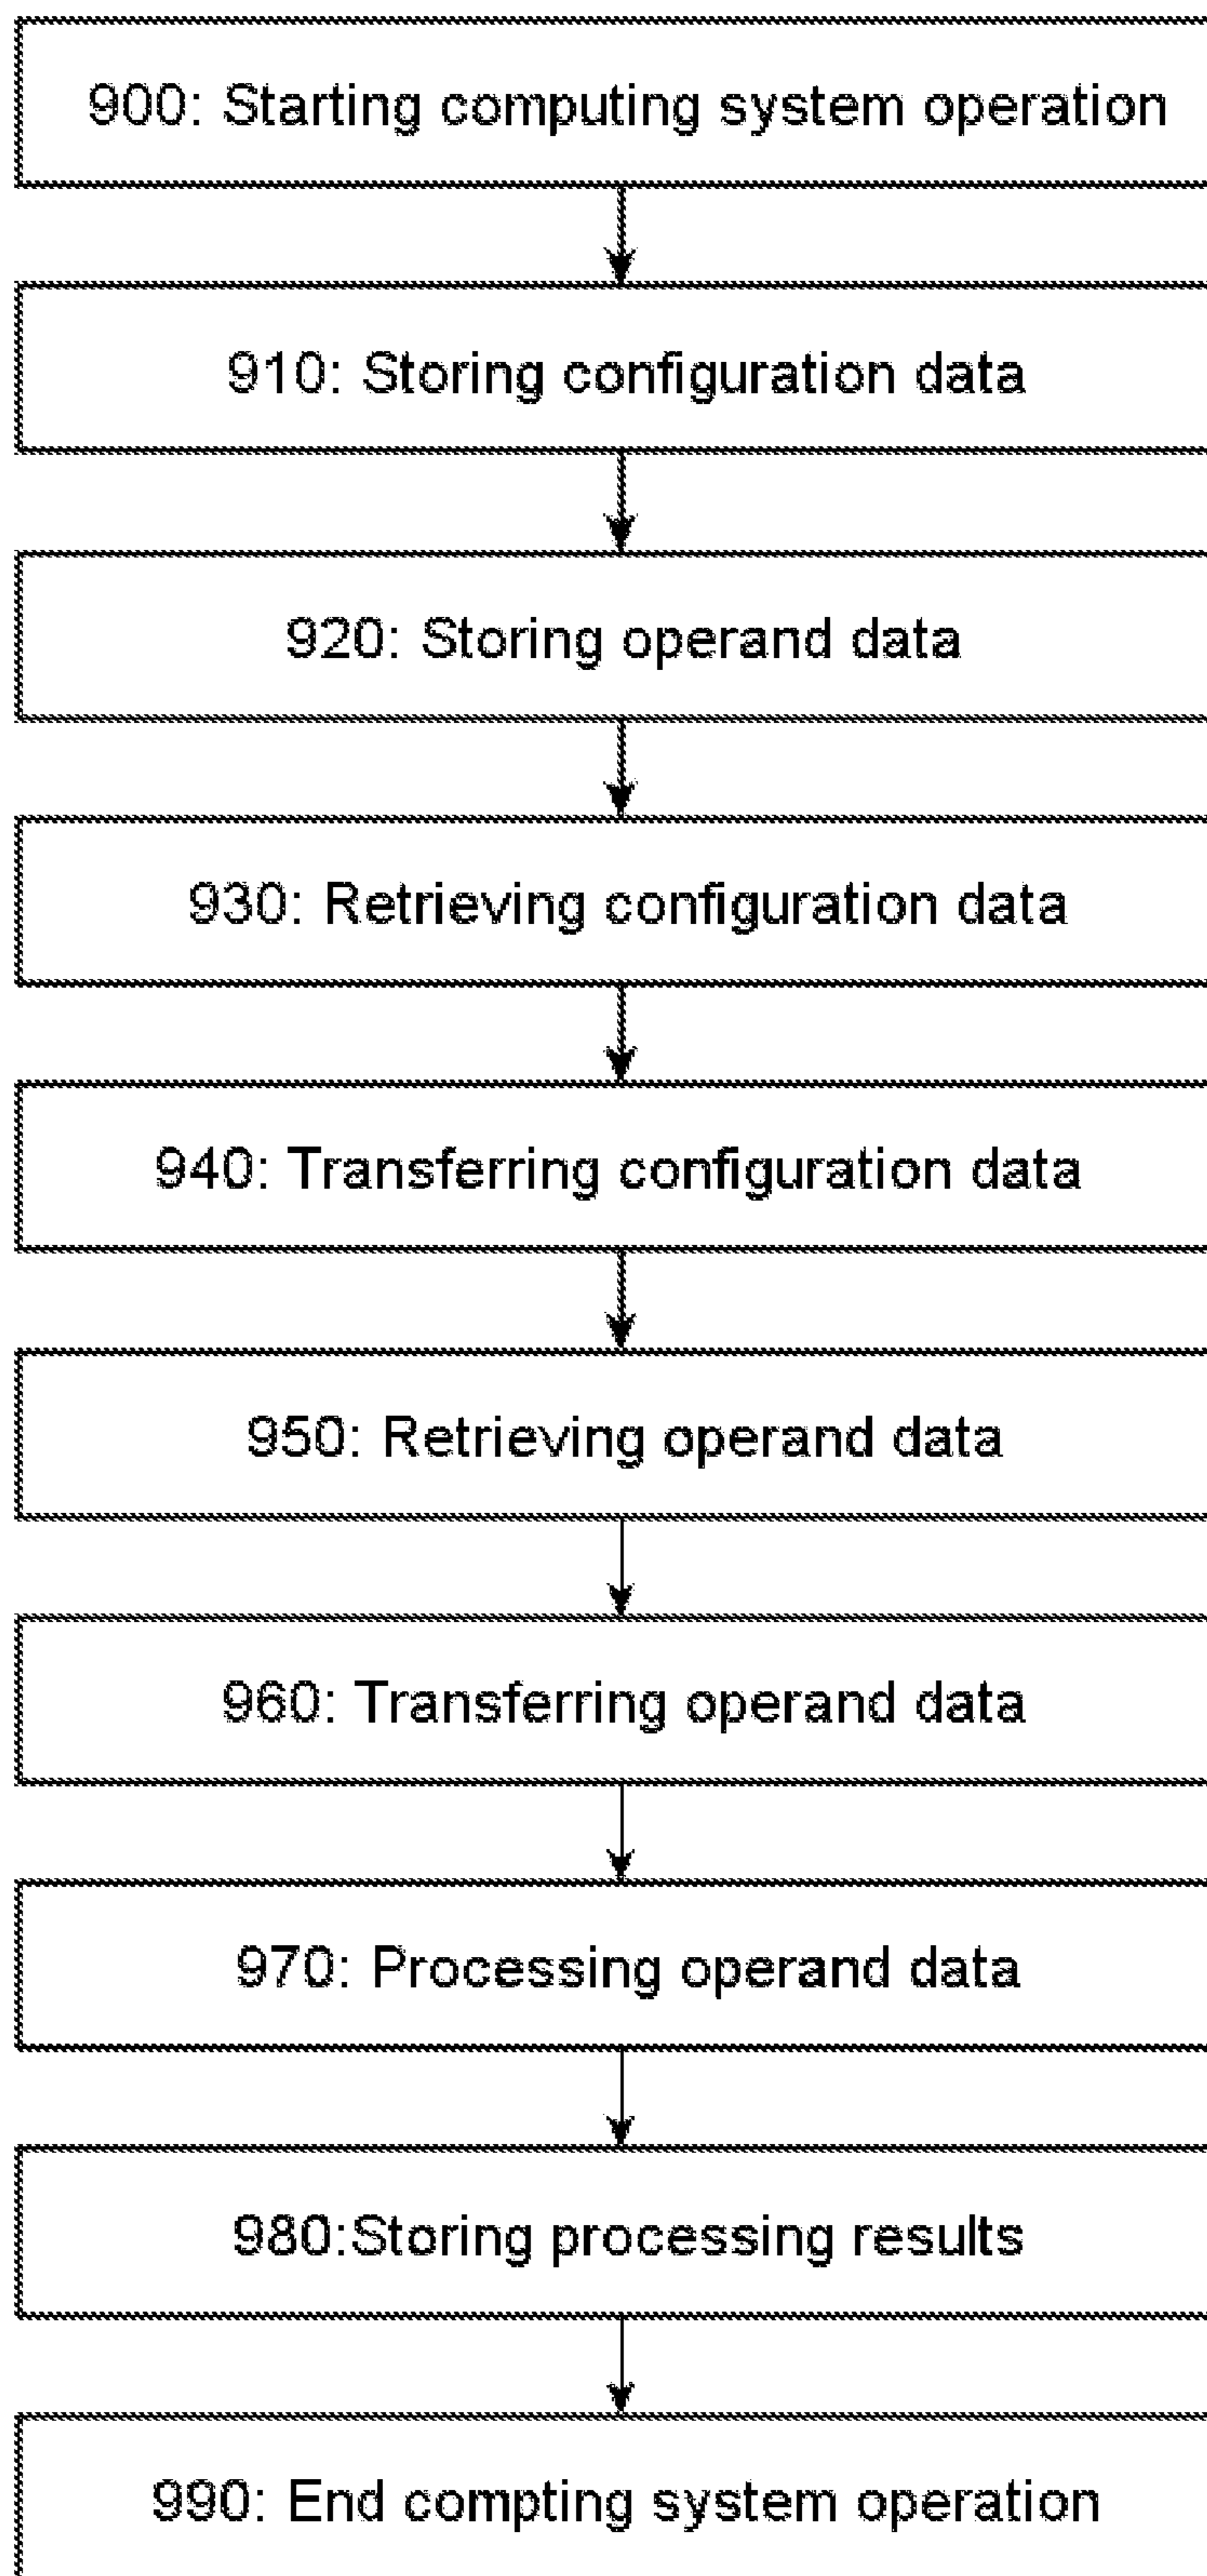 900: Starting computing system operation
910: Storing configuration data
920: Storing operand data
930: Retrieving configuration data
940: Transferring configuration data
950: Retrieving operand data
960: Transferring operand data
970: Processing operand data
980:Storing processing results
990: End compting system operation